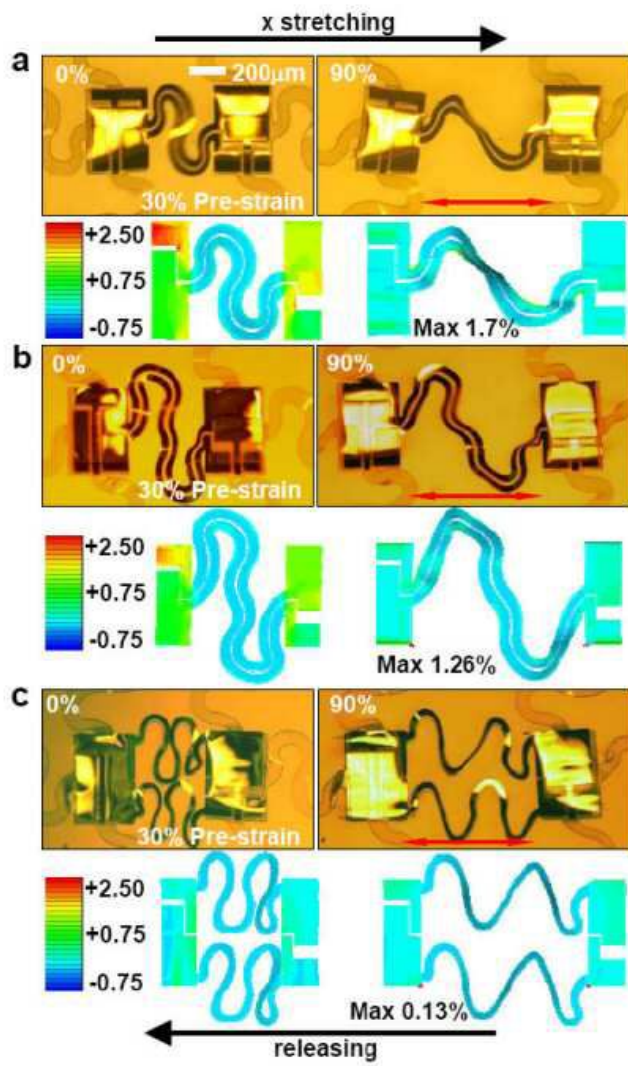 x stretching
a
0%
200µm
90%
30% Pre-strain
+2.50
+0.75
-0.75
Max 1.7%
b
0%
90%
30% Pre-strain
+2.50
+0.75
-0.75
Max 1.26%
c
0%
90%
30% Pre-strain
+2.50
+0.75
-0.75
Max 0.13%
releasing